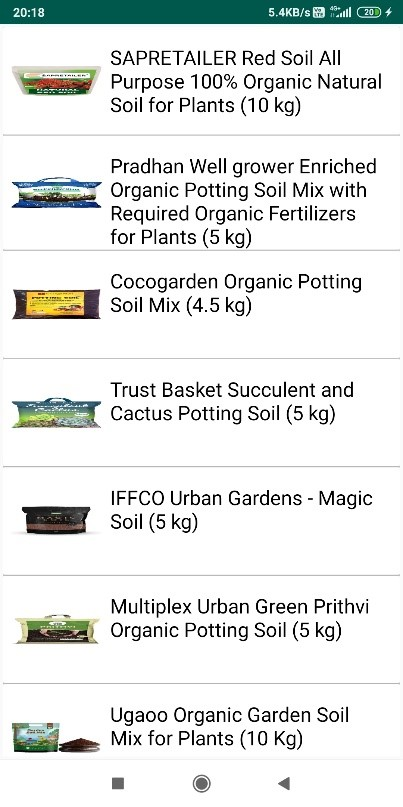 20:18
5.4KB/s
4G+
20
SAPRETAILER Red Soil All
Purpose 100% Organic Natural
Soil for Plants (10 kg)
SAPRETAILER
Pradhan Well grower Enriched
Organic Potting Soil Mix with
Required Organic Fertilizers
for Plants (5 kg)
Cocogarden Organic Potting
Soil Mix (4.5 kg)
POTTING SOIL
Trust Basket Succulent and
Cactus Potting Soil (5 kg)
IFFCO Urban Gardens - Magic
Soil (5 kg)
Multiplex Urban Green Prithvi
Organic Potting Soil (5 kg)
Ugaoo Organic Garden Soil
Mix for Plants (10 Kg)